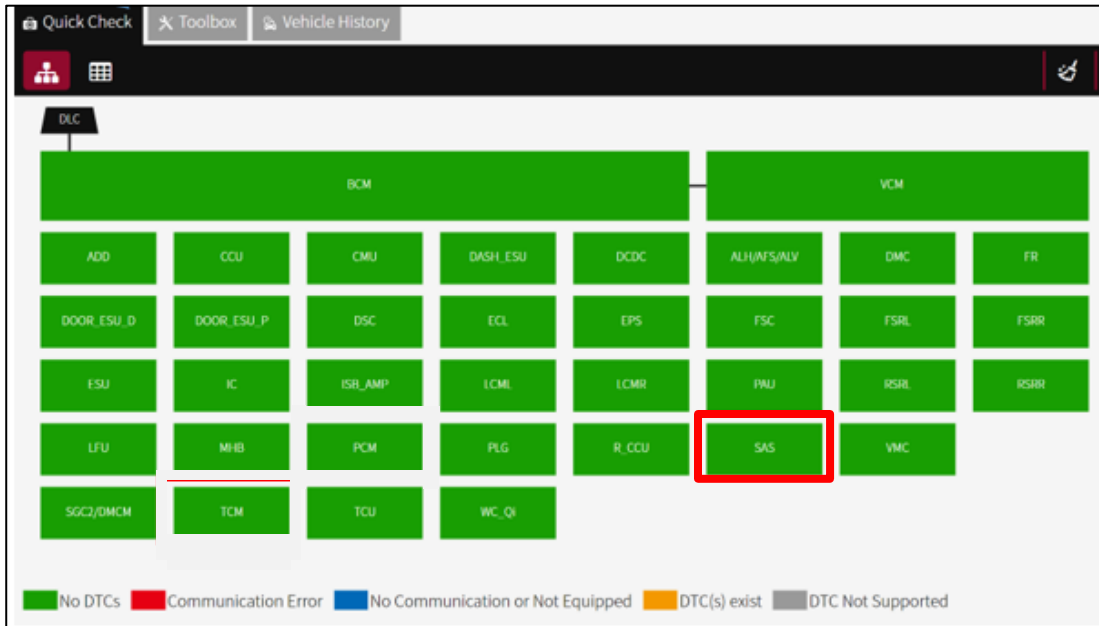 Quick Check Toolbox Vehicle History
DLC
BCM VCM
ADD CCU CMU DASH_ESU DCDC ALH/AFS/ALV DMC FR
DOOR_ESU_D DOOR_ESU_P DSC ECL EPS FSC FSRL FSRR
ESU IC ISB_AMP LCML LCMR PAU RSRL RSRR
LFU MHB PCM PLG R_CCU SAS VMC
SGC2/DMCM TCM TCU WC_Qi
No DTCs Communication Error No Communication or Not Equipped DTC(s) exist DTC Not Supported